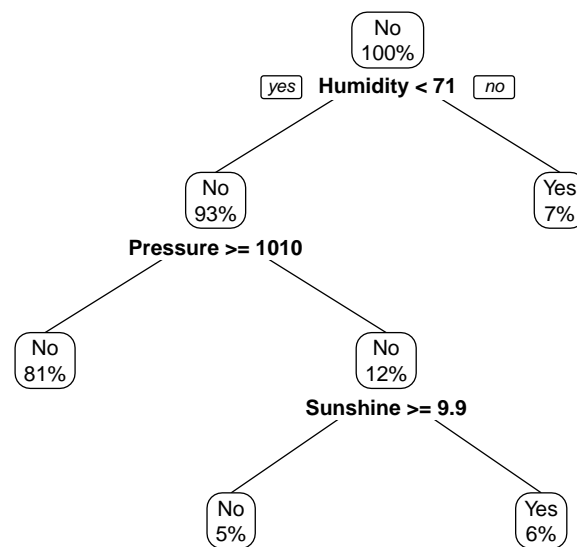 No
100%
yes Humidity < 71 no
No
93%
Yes
7%
Pressure >= 1010
No
81%
No
12%
Sunshine >= 9.9
No
5%
Yes
6%